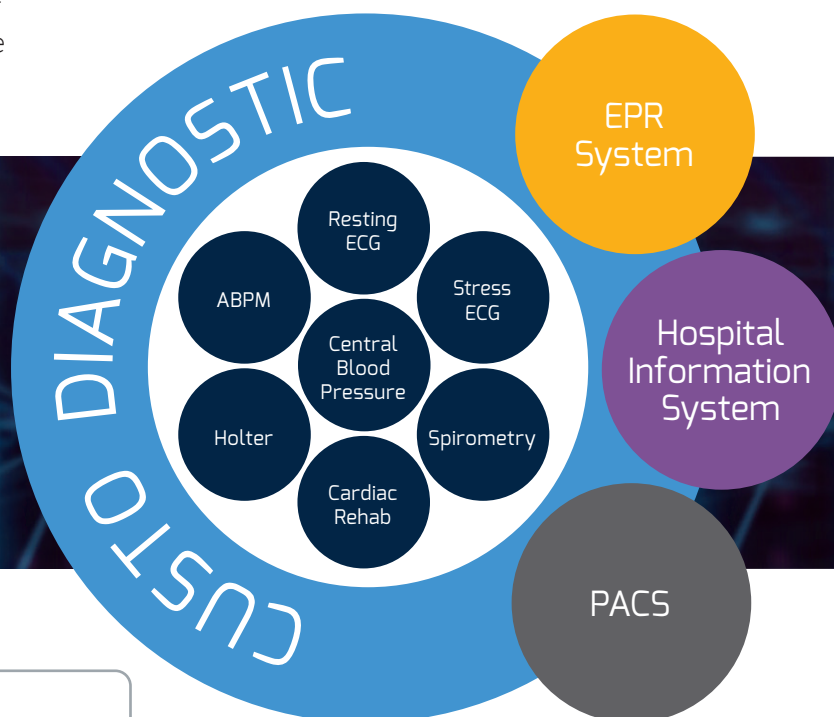 CUSTO DIAGNOSTIC
EPR
System
Resting
ECG
ABPM
Stress
ECG
Central
Blood
Pressure
Hospital
Information
System
Holter
Spirometry
Cardiac
Rehab
PACS